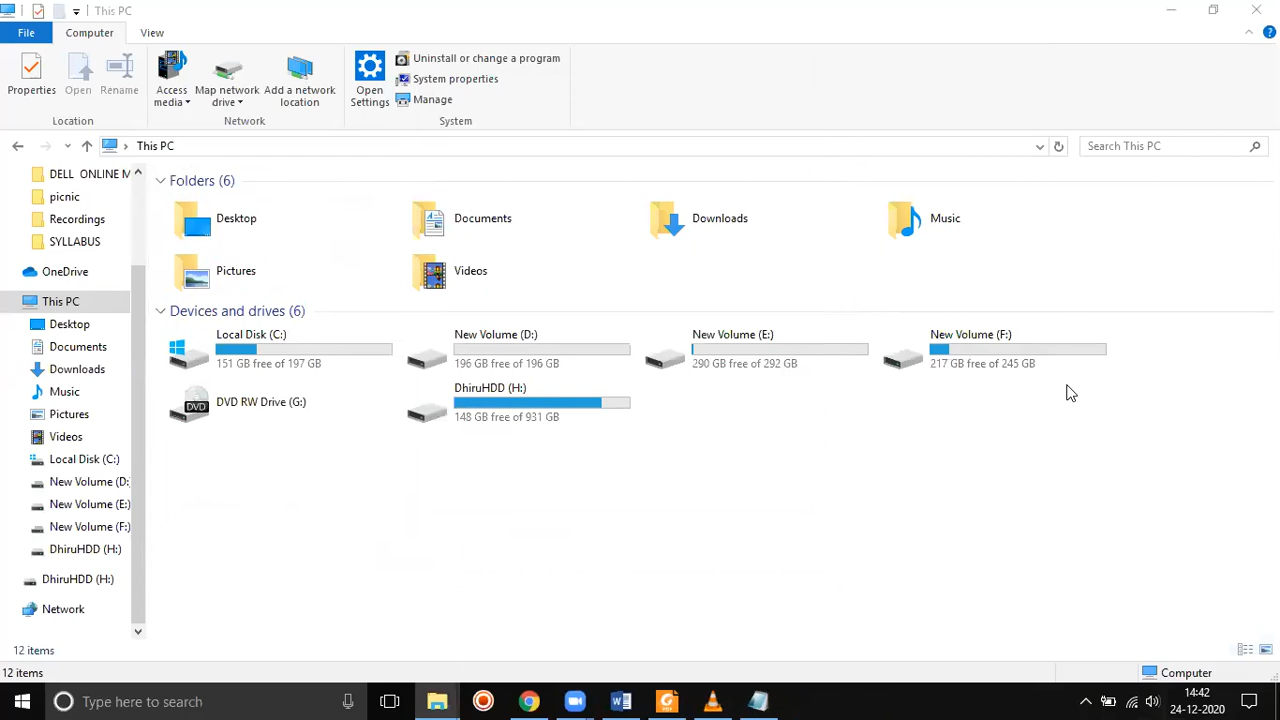 This PC
File
Computer
View
Properties
Open
Rename
Access media
Map network drive
Add a network location
Open Settings
Uninstall or change a program
System properties
Manage
Location
Network
System
This PC
Search This PC
DELL ONLINE M
picnic
Recordings
SYLLABUS
OneDrive
This PC
Desktop
Documents
Downloads
Music
Pictures
Videos
Local Disk (C:)
New Volume (D:
New Volume (E:)
New Volume (F:)
DhiruHDD (H:)
DhiruHDD (H:)
Network
Folders (6)
Desktop
Documents
Downloads
Music
Pictures
Videos
Devices and drives (6)
Local Disk (C:)
151 GB free of 197 GB
New Volume (D:)
196 GB free of 196 GB
New Volume (E:)
290 GB free of 292 GB
New Volume (F:)
217 GB free of 245 GB
DVD
DVD RW Drive (G:)
DhiruHDD (H:)
148 GB free of 931 GB
12 items
12 items
Computer
Type here to search
W
PDF
14:42
24-12-2020